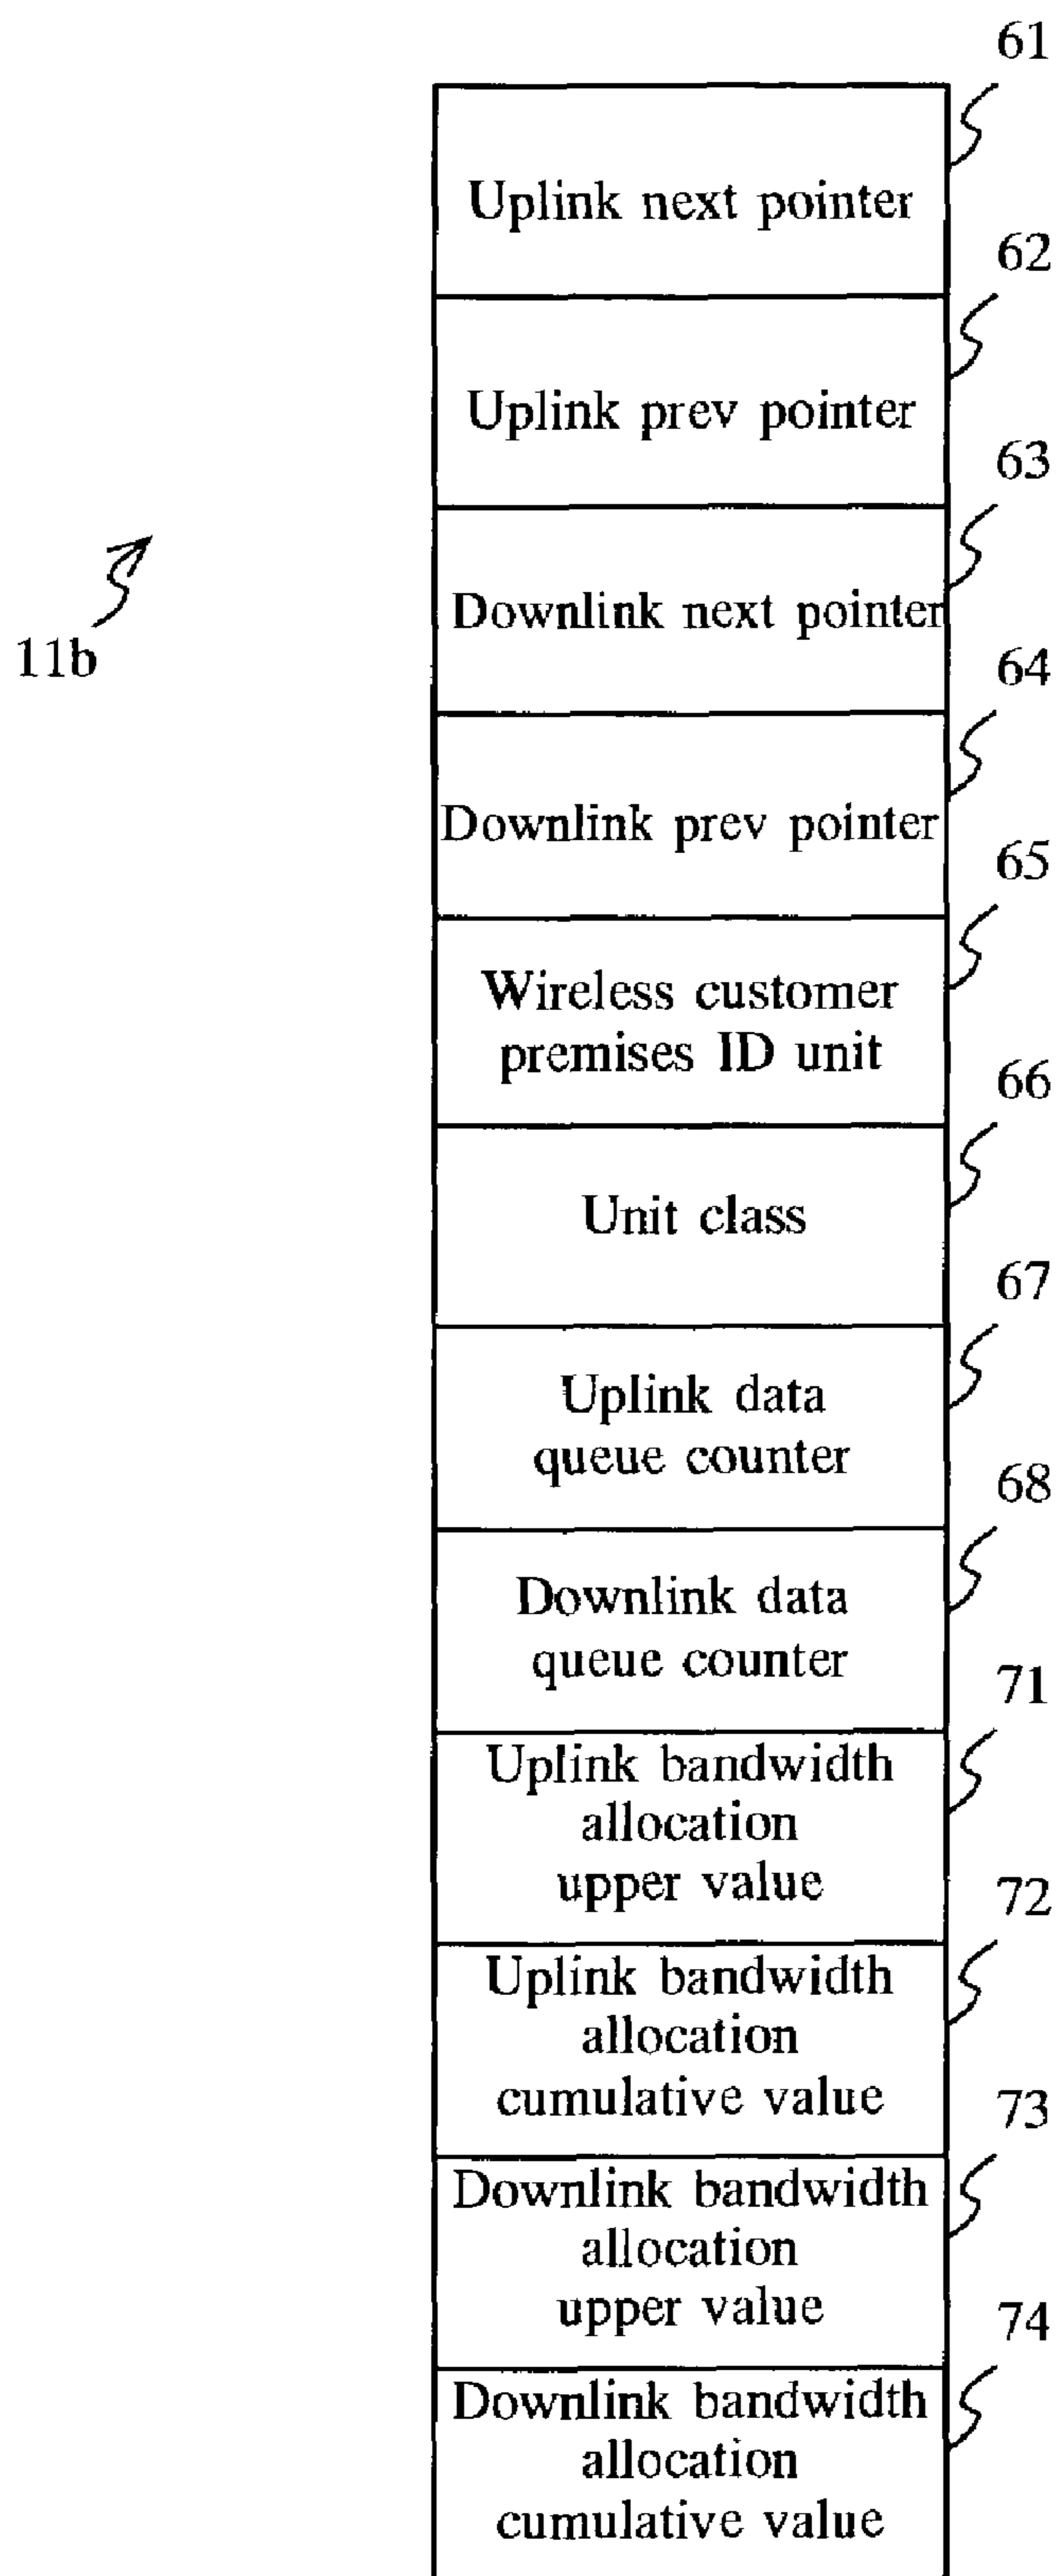 61
Uplink next pointer
62
Uplink prev pointer
63
Downlink next pointer
11b
64
Downlink prev pointer
65
Wireless customer
premises ID unit
66
Unit class
67
Uplink data
queue counter
68
Downlink data
queue counter
71
Uplink bandwidth
allocation
upper value
72
Uplink bandwidth
allocation
cumulative value
73
Downlink bandwidth
allocation
upper value
74
Downlink bandwidth
allocation
cumulative value